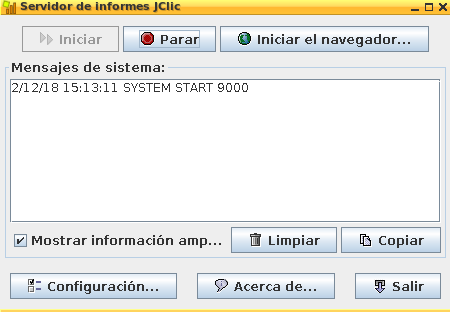 Servidor de informes JClic
Iniciar
Parar
Iniciar el navegador...
Mensajes de sistema:
2/12/18 15:13:11 SYSTEM START 9000
Mostrar información amp...
Limpiar
Copiar
Configuración...
Acerca de...
Salir